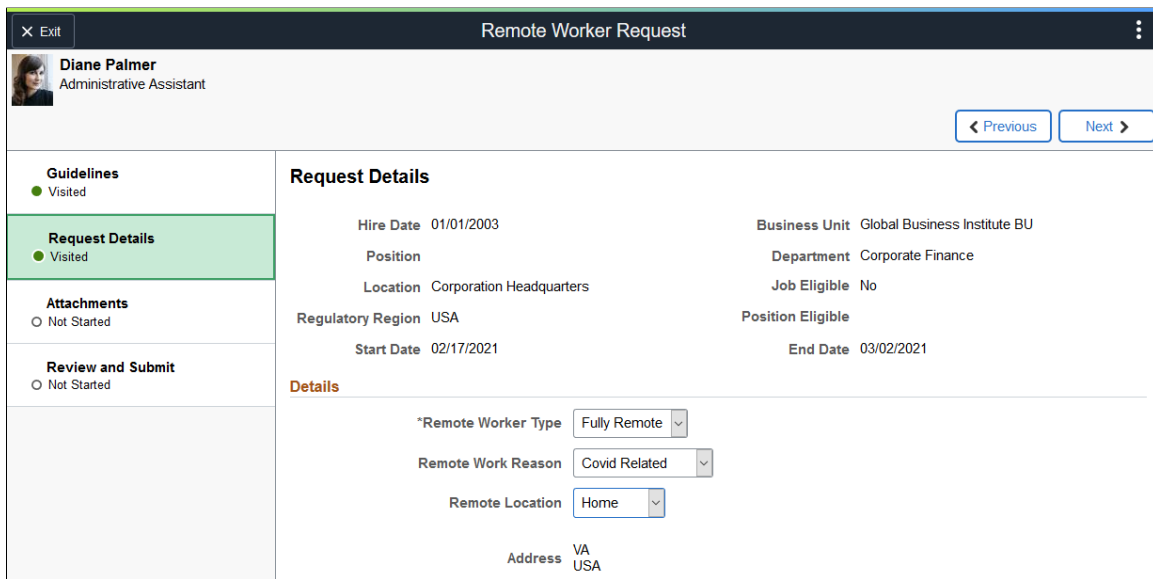 Exit
Remote Worker Request
Diane Palmer
Administrative Assistant
Previous
Next
Guidelines
Visited
Request Details
Visited
Attachments
Not Started
Review and Submit
Not Started
Request Details
Hire Date 01/01/2003
Business Unit Global Business Institute BU
Position
Department Corporate Finance
Location Corporation Headquarters
Job Eligible No
Regulatory Region USA
Position Eligible
Start Date 02/17/2021
End Date 03/02/2021
Details
*Remote Worker Type Fully Remote
Remote Work Reason Covid Related
Remote Location Home
Address VA
USA